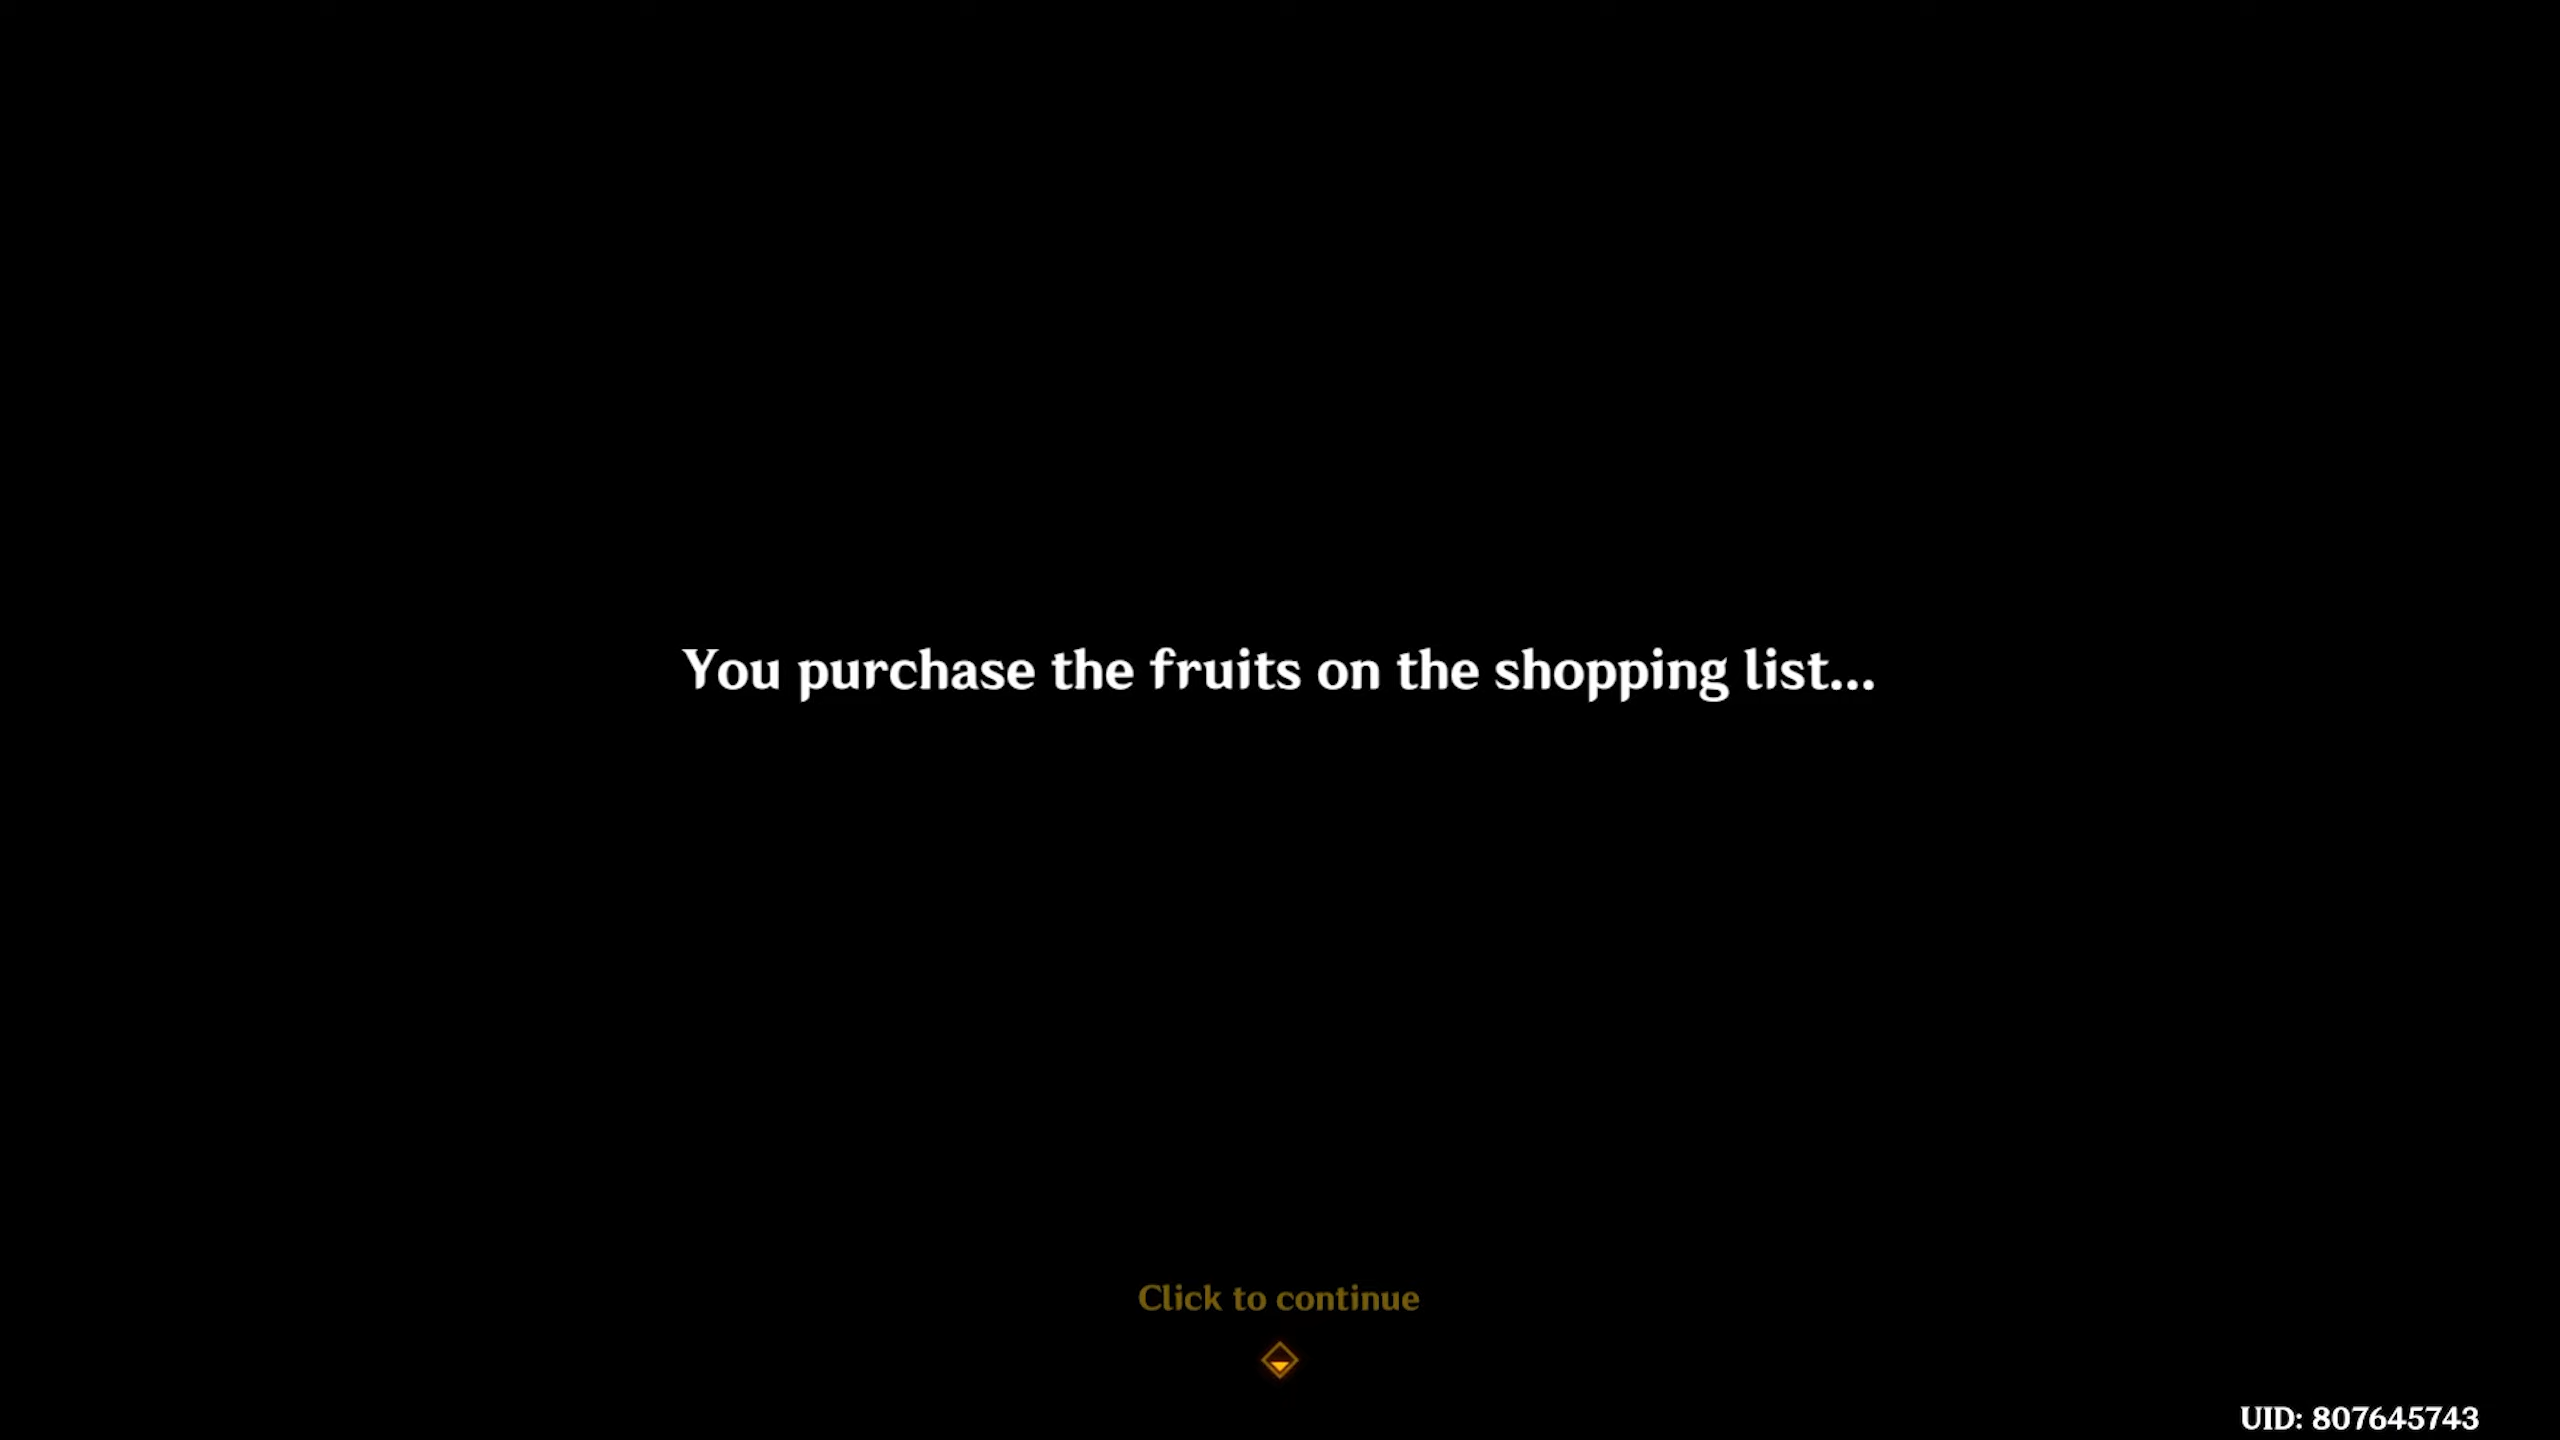 You purchase the fruits on the shopping list...
Click to continue
UID: 807645743